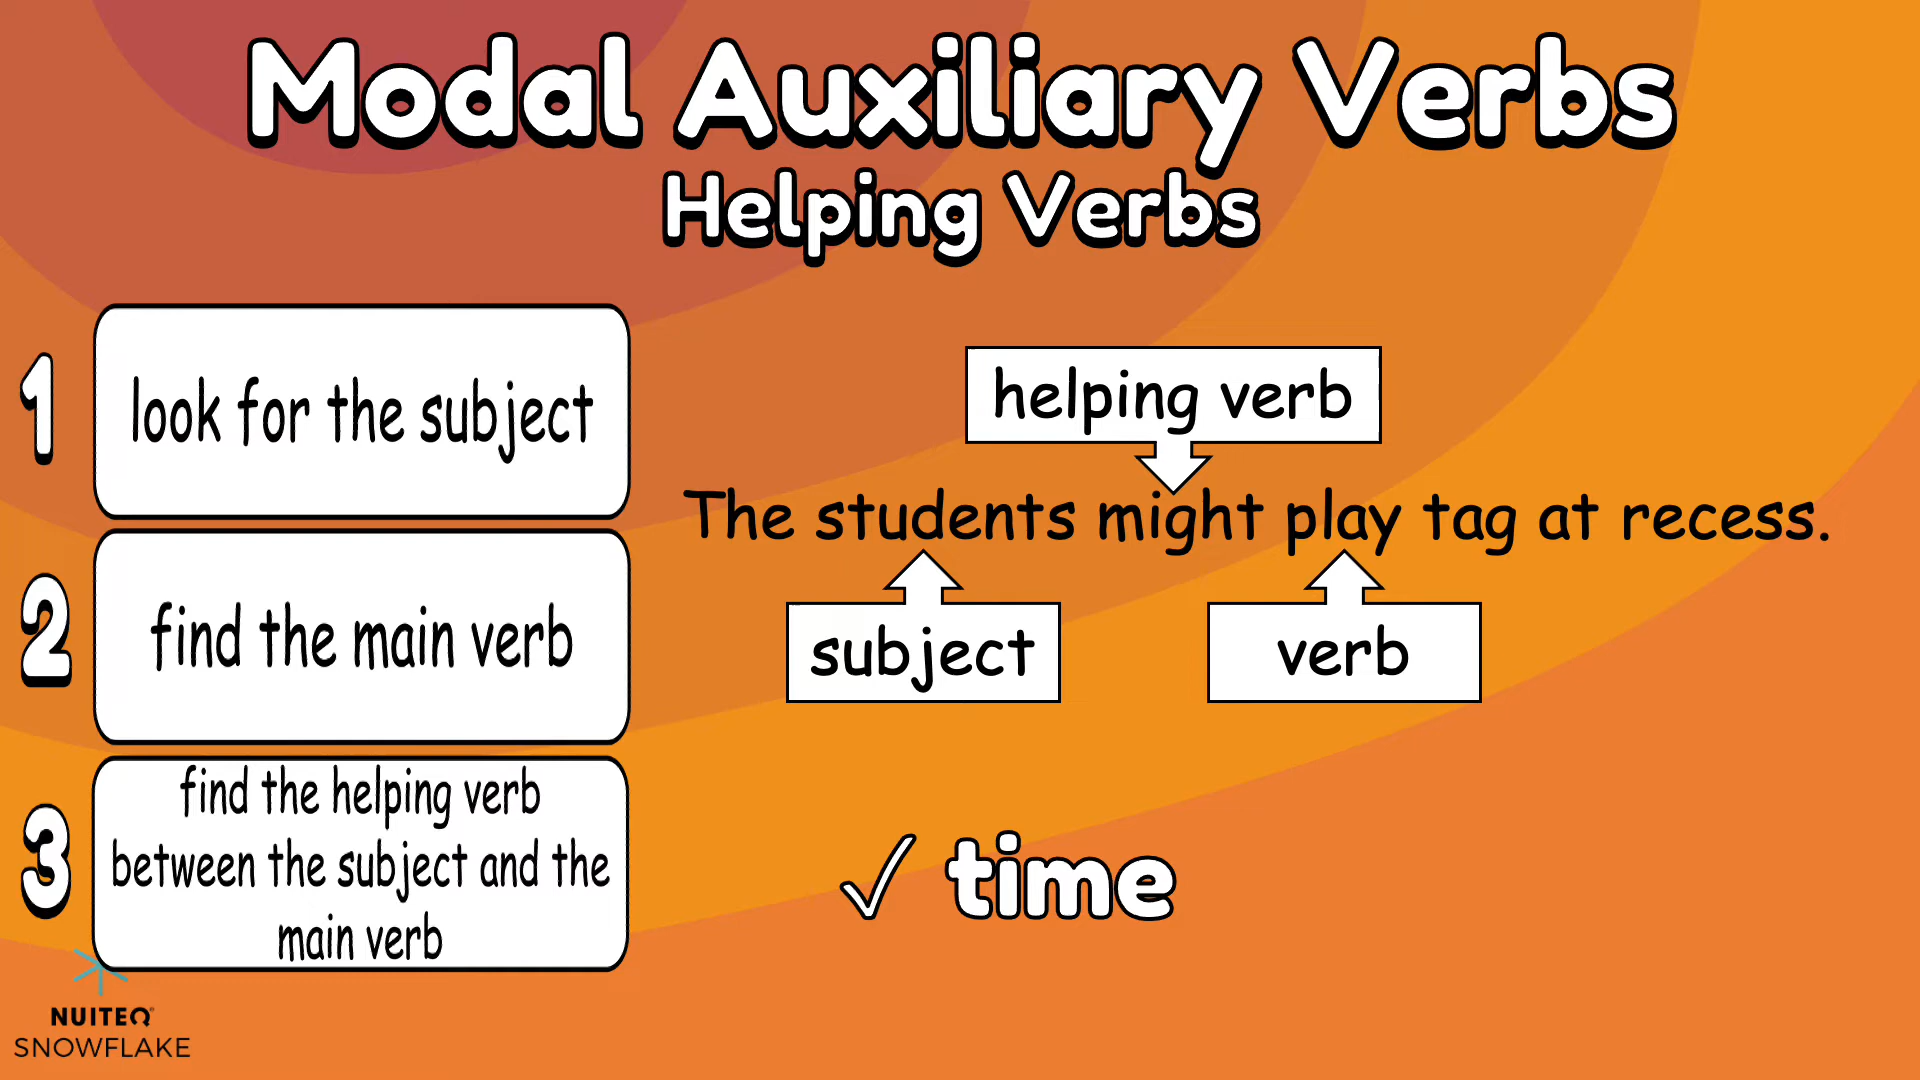 Modal Auxiliary Verbs
Helping Verbs
1
look for the subject
2
find the main verb
3
find the helping verb
between the subject and the
main verb
helping verb
The students might play tag at recess.
subject
verb
✓ time
NUITEQ
SNOWFLAKE